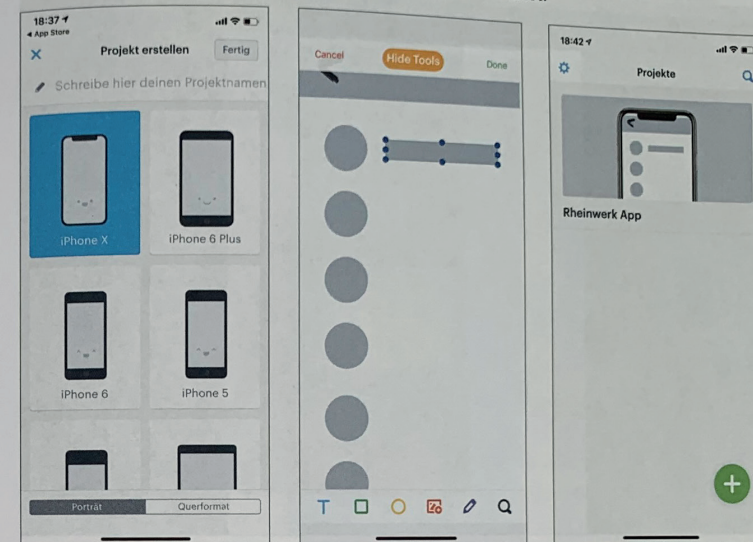 18:37
App Store
Projekt erstellen
Fertig
Schreibe hier deinen Projektnamen
iPhone X
iPhone 6 Plus
iPhone 6
iPhone 5
Porträt
Querformat
Cancel
Hide Tools
Done
T
18:42
Projekte
Rheinwerk App